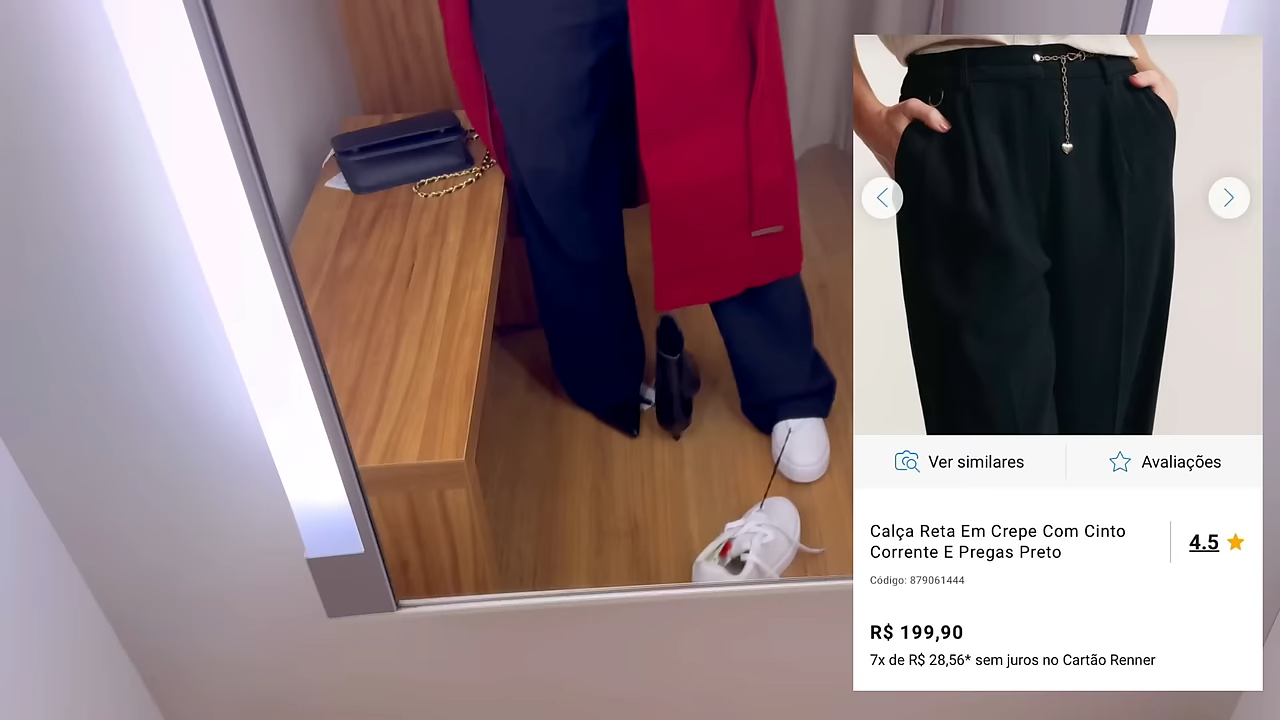 Ver similares
Avaliações
Calça Reta Em Crepe Com Cinto
Corrente E Pregas Preto
4.5
Código: 879061444
R$ 199,90
7x de R$ 28,56* sem juros no Cartão Renner